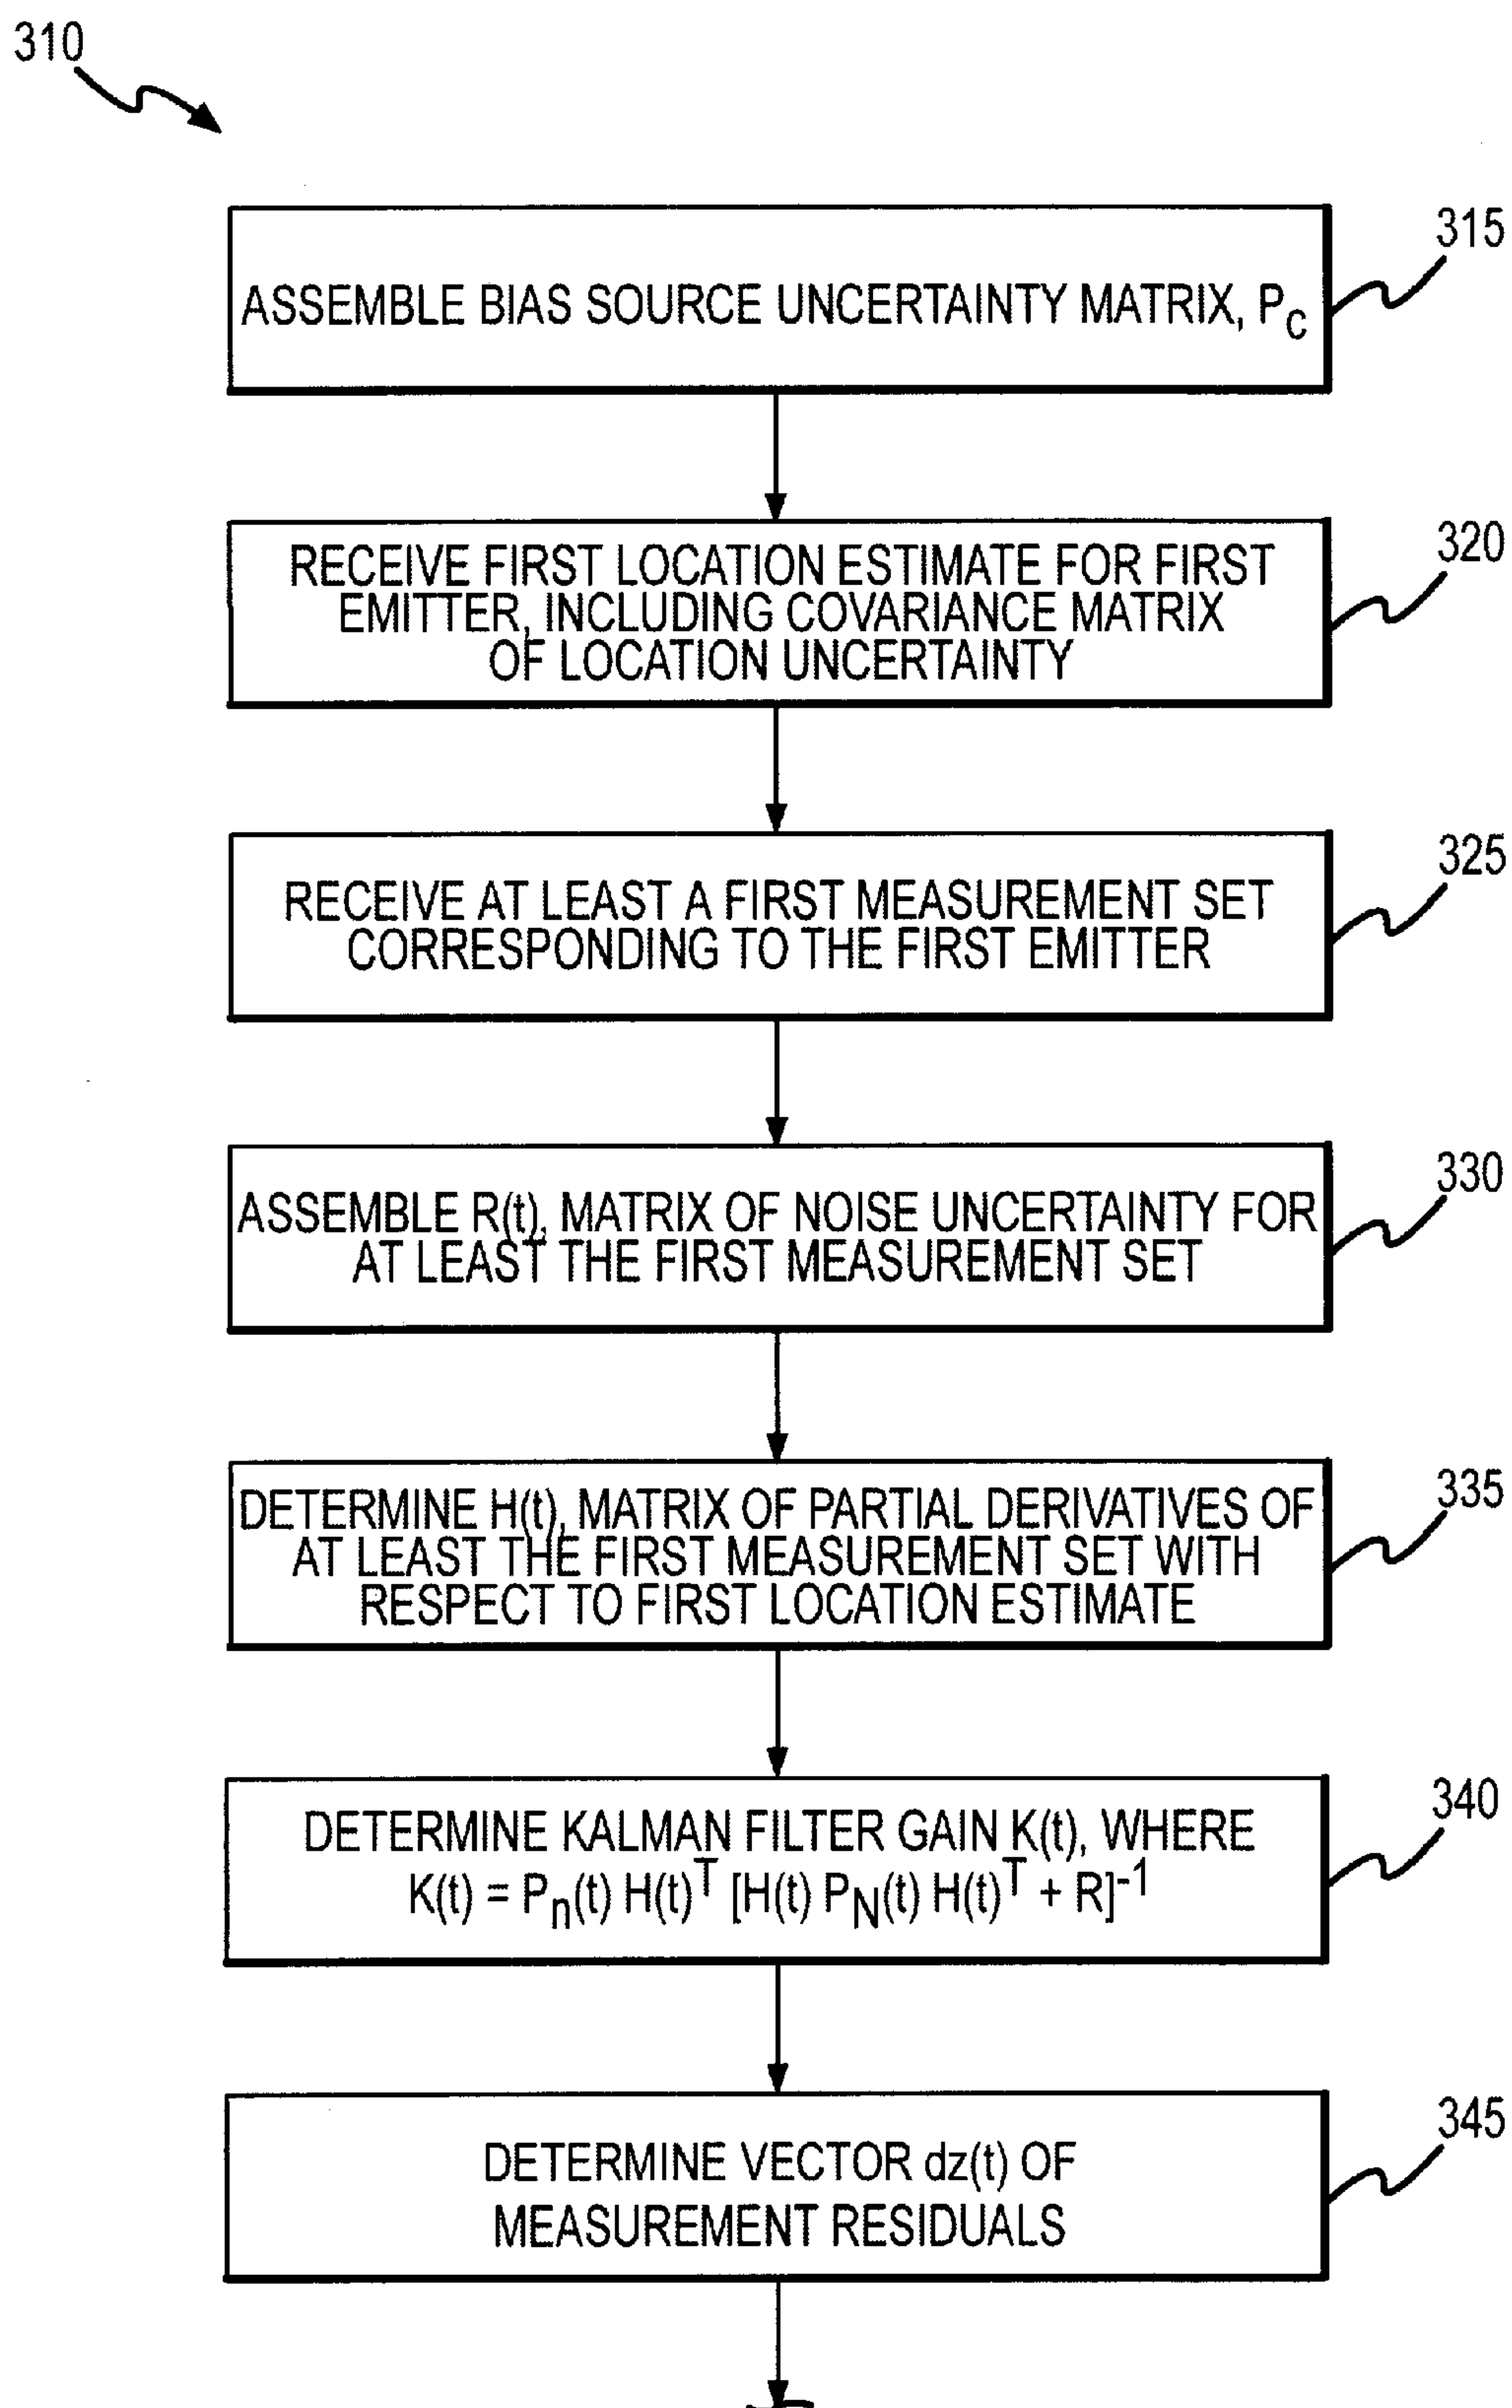 310
ASSEMBLE BIAS SOURCE UNCERTAINTY MATRIX, Pc
315
RECEIVE FIRST LOCATION ESTIMATE FOR FIRST
EMITTER, INCLUDING COVARIANCE MATRIX
OF LOCATION UNCERTAINTY
320
RECEIVE AT LEAST A FIRST MEASUREMENT SET
CORRESPONDING TO THE FIRST EMITTER
325
ASSEMBLE R(t), MATRIX OF NOISE UNCERTAINTY FOR
AT LEAST THE FIRST MEASUREMENT SET
330
DETERMINE H(t), MATRIX OF PARTIAL DERIVATIVES OF
AT LEAST THE FIRST MEASUREMENT SET WITH
RESPECT TO FIRST LOCATION ESTIMATE
335
DETERMINE KALMAN FILTER GAIN K(t), WHERE
K(t) = Pn(t) H(t)^T [H(t) PN(t) H(t)^T + R]^-1
340
DETERMINE VECTOR dz(t) OF
MEASUREMENT RESIDUALS
345